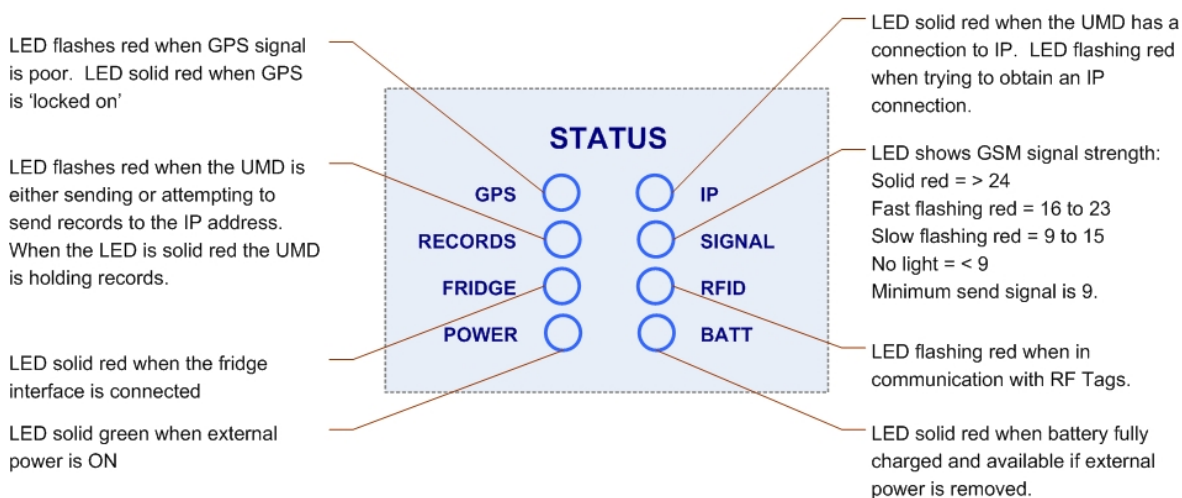 LED flashes red when GPS signal
is poor.  LED solid red when GPS
is ‘locked on’
LED flashes red when the UMD is
either sending or attempting to
send records to the IP address.
When the LED is solid red the UMD
is holding records.
LED solid red when the fridge
interface is connected
LED solid green when external
power is ON
STATUS
GPS
IP
RECORDS
SIGNAL
FRIDGE
RFID
POWER
BATT
LED solid red when the UMD has a
connection to IP.  LED flashing red
when trying to obtain an IP
connection.
LED shows GSM signal strength:
Solid red = > 24
Fast flashing red = 16 to 23
Slow flashing red = 9 to 15
No light = < 9
Minimum send signal is 9.
LED flashing red when in
communication with RF Tags.
LED solid red when battery fully
charged and available if external
power is removed.